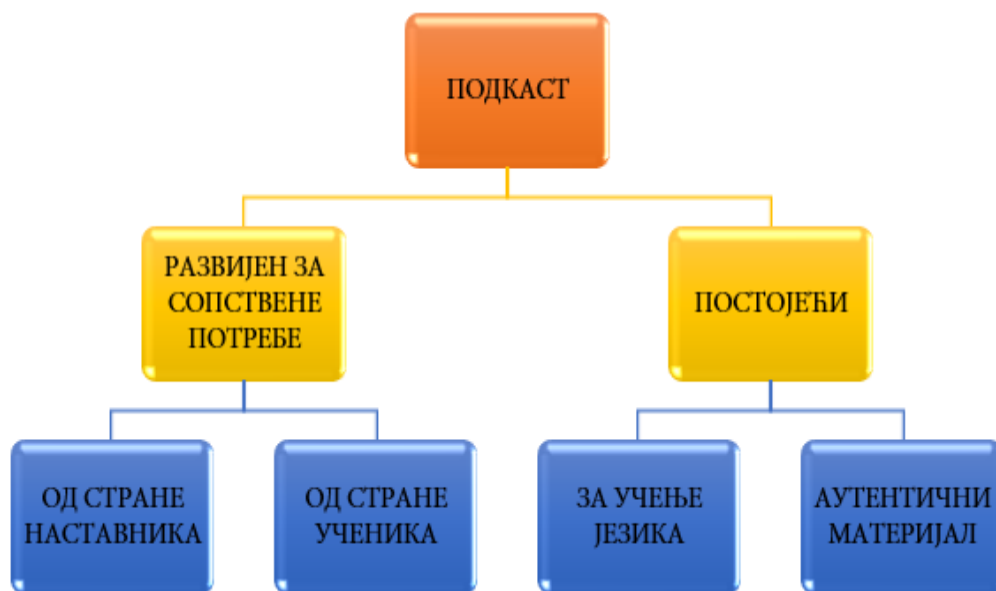 ПОДКАСТ
РАЗВИЈЕН ЗА
СОПСТВЕНЕ
ПОТРЕБЕ
ПОСТОЈЕЋИ
ОД СТРАНЕ
НАСТАВНИКА
ОД СТРАНЕ
УЧЕНИКА
ЗА УЧЕЊЕ
ЈЕЗИКА
АУТЕНТИЧНИ
МАТЕРИЈАЛ